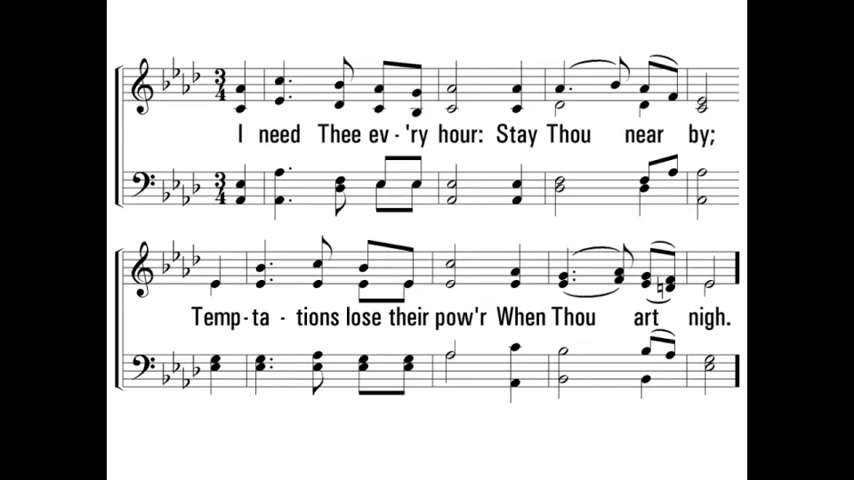 I need Thee ev-'ry hour: Stay Thou near by;
Temp-ta-tions lose their pow'r When Thou art nigh.